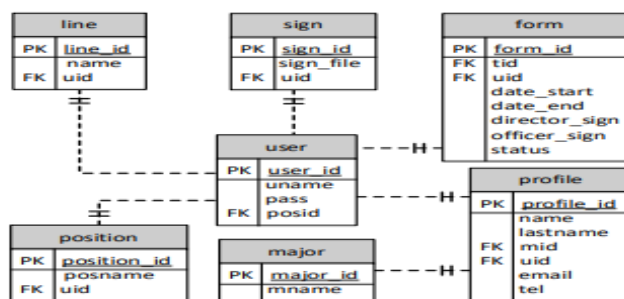 line
PK line_id
name
FK uid
sign
PK sign_id
sign_file
FK uid
form
PK form_id
FK tid
FK uid
date_start
date_end
director_sign
officer_sign
status
user
PK user_id
uname
pass
FK posid
profile
PK profile_id
name
lastname
FK mid
FK uid
email
tel
position
PK position_id
posname
FK uid
major
PK major_id
mname